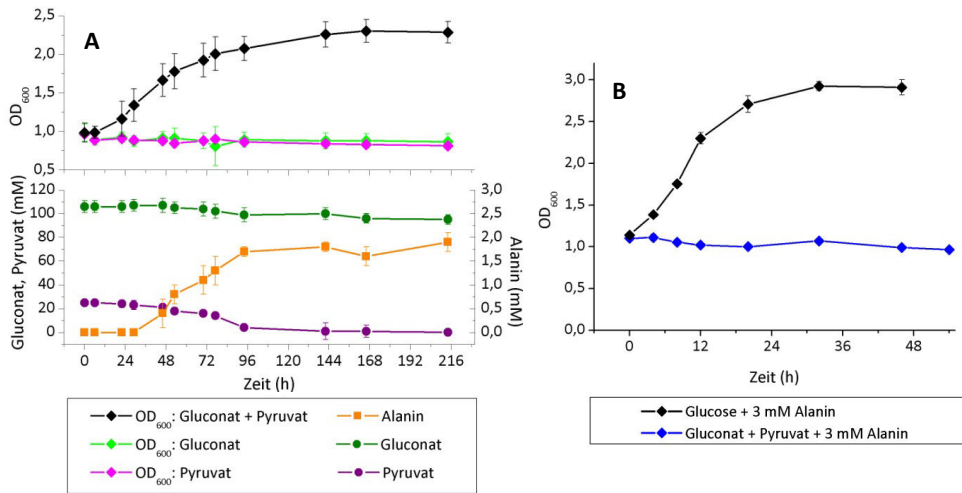 A
2,5
2,0
1,5
1,0
0,5
OD600
120
100
80
60
40
20
0
Gluconat, Pyruvat (mM)
3,0
2,5
2,0
1,5
1,0
0,5
0,0
Alanin (mM)
0 24 48 72 96 120 144 168 192 216
Zeit (h)
OD600: Gluconat + Pyruvat
OD600: Gluconat
OD600: Pyruvat
Alanin
Gluconat
Pyruvat
B
3,0
2,5
2,0
1,5
1,0
0,5
0,0
OD600
0 12 24 36 48
Zeit (h)
Glucose + 3 mM Alanin
Gluconat + Pyruvat + 3 mM Alanin